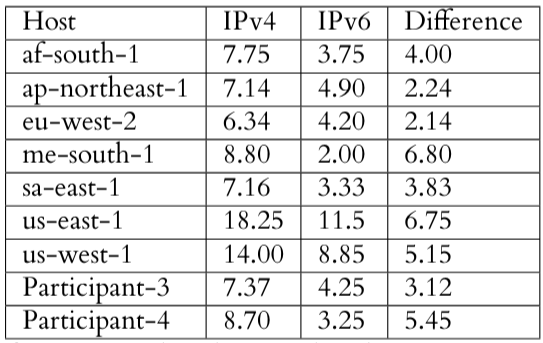 Host IPv4 IPv6 Difference
af-south-1 7.75 3.75 4.00
ap-northeast-1 7.14 4.90 2.24
eu-west-2 6.34 4.20 2.14
me-south-1 8.80 2.00 6.80
sa-east-1 7.16 3.33 3.83
us-east-1 18.25 11.5 6.75
us-west-1 14.00 8.85 5.15
Participant-3 7.37 4.25 3.12
Participant-4 8.70 3.25 5.45